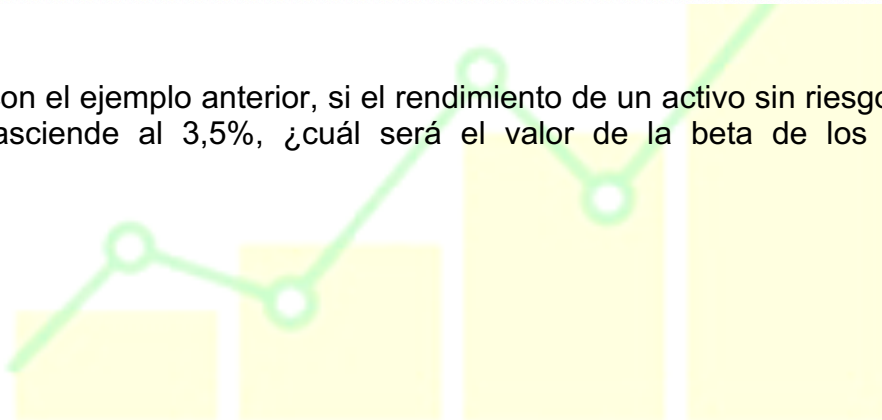 on el ejemplo anterior, si el rendimiento de un activo sin riesgo
asciende al 3,5%, ¿cuál será el valor de la beta de los